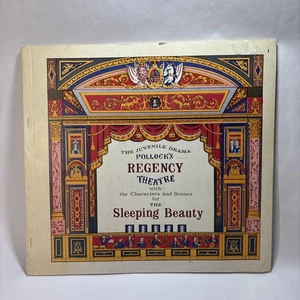 THE JUVENILE DRAMA
POLLOCK'S
REGENCY
THEATRE
with
the Characters and Scenes
for
THE
Sleeping Beauty